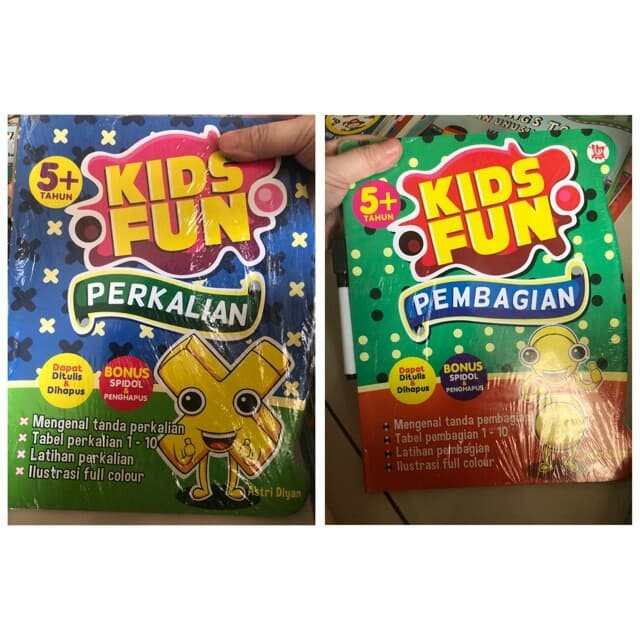 5+
TAHUN
KIDS
FUN
PERKALIAN
Dapat
Ditulis
&
Dihapus
BONUS
SPIDOL
&
PENGHAPUS
Mengenal tanda perkalian
Tabel perkalian 1 - 10
Latihan perkalian
Ilustrasi full colour
Astri Diyan
5+
TAHUN
KIDS
FUN
PEMBAGIAN
Dapat
Ditulis
&
Dihapus
BONUS
SPIDOL
&
PENGHAPUS
Mengenal tanda pembagian
Tabel pembagian 1 - 10
Latihan pembagian
Ilustrasi full colour